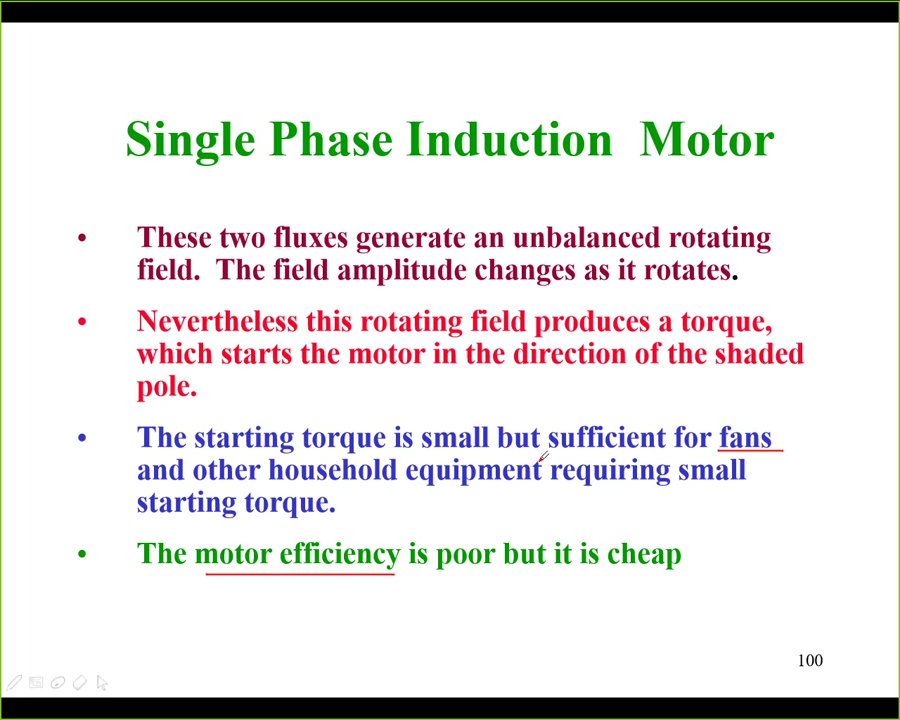 Single Phase Induction Motor
• These two fluxes generate an unbalanced rotating
field. The field amplitude changes as it rotates.
• Nevertheless this rotating field produces a torque,
which starts the motor in the direction of the shaded
pole.
• The starting torque is small but sufficient for fans
and other household equipment requiring small
starting torque.
• The motor efficiency is poor but it is cheap
100